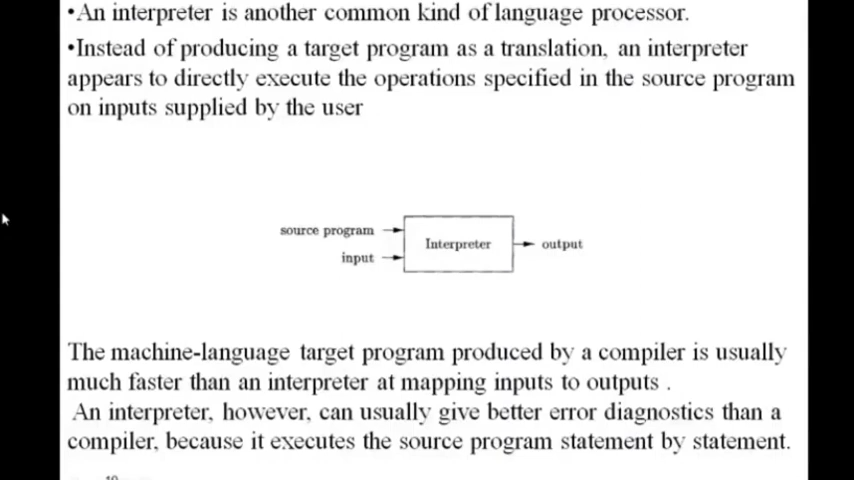 •An interpreter is another common kind of language processor.
•Instead of producing a target program as a translation, an interpreter
appears to directly execute the operations specified in the source program
on inputs supplied by the user
source program
Interpreter
output
input
The machine-language target program produced by a compiler is usually
much faster than an interpreter at mapping inputs to outputs .
An interpreter, however, can usually give better error diagnostics than a
compiler, because it executes the source program statement by statement.